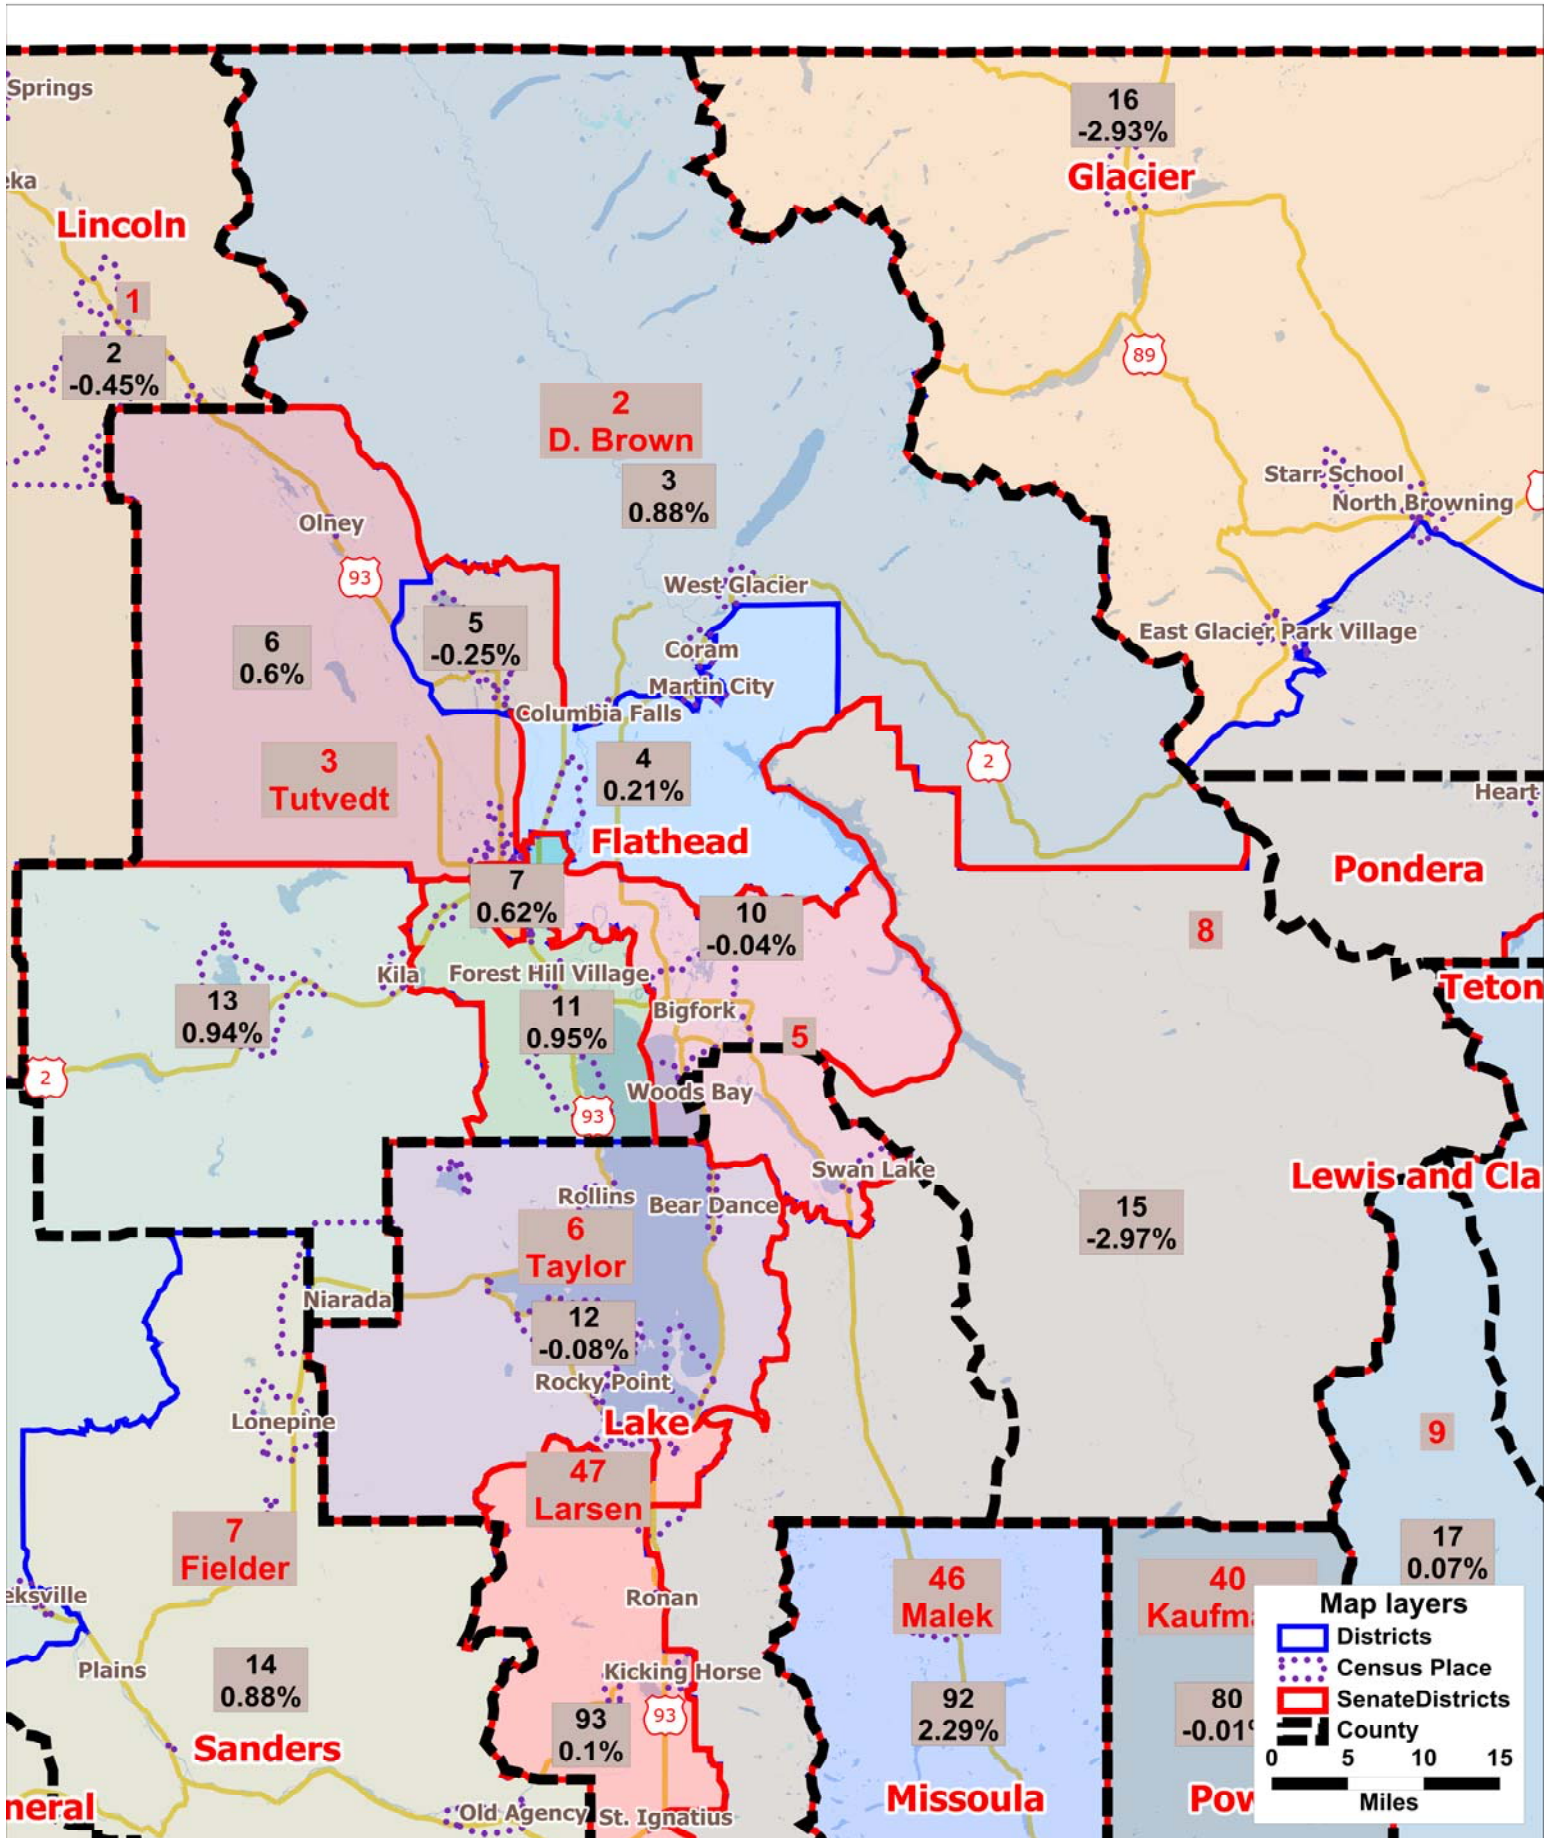 Springs
16
-2.93%
Glacier
eka
Lincoln
1
2
-0.45%
89
2
D. Brown
3
0.88%
Starr School
North Browning
Olney
93
West Glacier
5
-0.25%
6
0.6%
East Glacier Park Village
Coram
Martin City
Columbia Falls
3
Tutvedt
4
0.21%
2
Heart
Flathead
Pondera
7
0.62%
10
-0.04%
8
Kila
Forest Hill Village
Teton
13
0.94%
11
0.95%
Bigfork
5
2
Woods Bay
93
Swan Lake
Lewis and Cla
Rollins
Bear Dance
15
-2.97%
6
Taylor
Niarada
12
-0.08%
Rocky Point
Lonepine
Lake
9
47
Larsen
7
Fielder
17
0.07%
46
Malek
40
Kaufma
eksville
Ronan
Plains
14
0.88%
Kicking Horse
93
0.1%
93
92
2.29%
80
-0.01%
Sanders
neral
Old Agency
St. Ignatius
Missoula
Pow
Map layers
Districts
Census Place
SenateDistricts
County
0 5 10 15
Miles